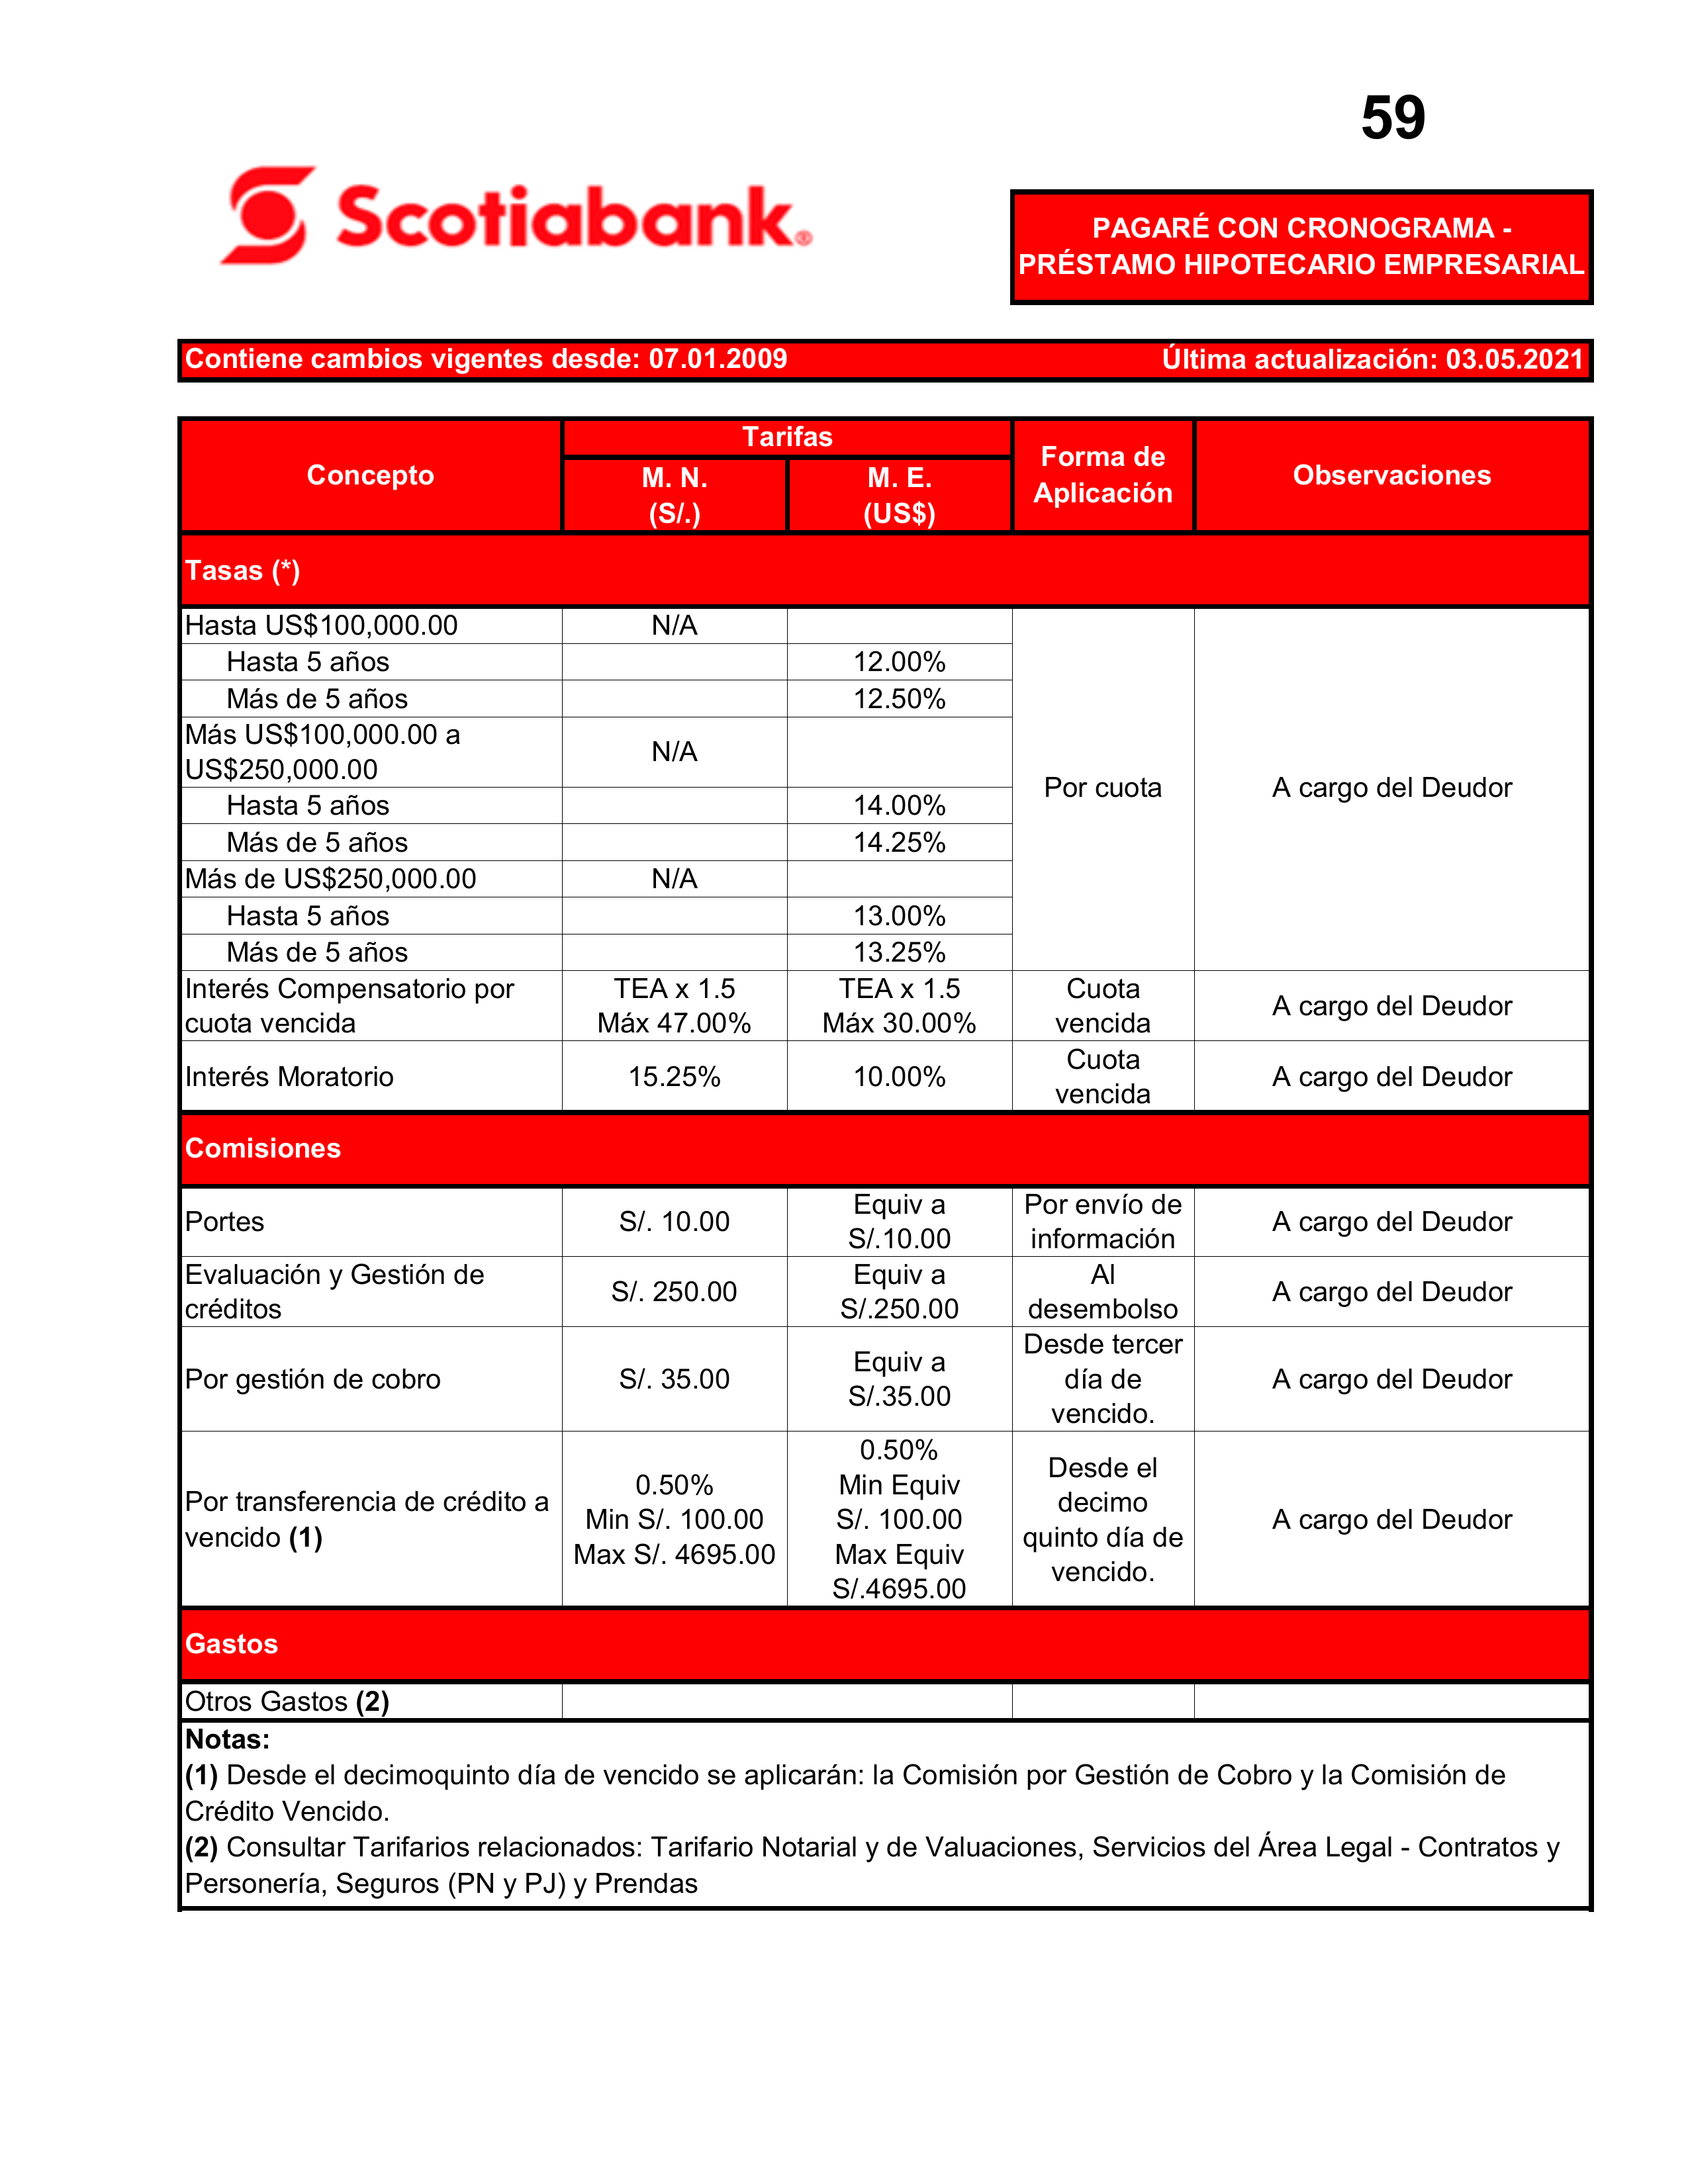 59
Scotiabank®
PAGARÉ CON CRONOGRAMA -
PRÉSTAMO HIPOTECARIO EMPRESARIAL
Contiene cambios vigentes desde: 07.01.2009 Última actualización: 03.05.2021
Concepto
Tarifas
M. N.
(S/.)
M. E.
(US$)
Forma de
Aplicación
Observaciones
Tasas (*)
Hasta US$100,000.00 N/A
Hasta 5 años 12.00%
Más de 5 años 12.50%
Más US$100,000.00 a
US$250,000.00
N/A
Hasta 5 años 14.00%
Más de 5 años 14.25%
Más de US$250,000.00 N/A
Hasta 5 años 13.00%
Más de 5 años 13.25%
Por cuota
A cargo del Deudor
Interés Compensatorio por
cuota vencida
TEA x 1.5
Máx 47.00%
TEA x 1.5
Máx 30.00%
Cuota
vencida
A cargo del Deudor
Interés Moratorio
15.25%
10.00%
Cuota
vencida
A cargo del Deudor
Comisiones
Portes
S/. 10.00
Equiv a
S/.10.00
Por envío de
información
A cargo del Deudor
Evaluación y Gestión de
créditos
S/. 250.00
Equiv a
S/.250.00
Al
desembolso
A cargo del Deudor
Por gestión de cobro
S/. 35.00
Equiv a
S/.35.00
Desde tercer
día de
vencido.
A cargo del Deudor
Por transferencia de crédito a
vencido (1)
0.50%
Min S/. 100.00
Max S/. 4695.00
0.50%
Min Equiv
S/. 100.00
Max Equiv
S/.4695.00
Desde el
decimo
quinto día de
vencido.
A cargo del Deudor
Gastos
Otros Gastos (2)
Notas:
(1) Desde el decimoquinto día de vencido se aplicarán: la Comisión por Gestión de Cobro y la Comisión de
Crédito Vencido.
(2) Consultar Tarifarios relacionados: Tarifario Notarial y de Valuaciones, Servicios del Área Legal - Contratos y
Personería, Seguros (PN y PJ) y Prendas